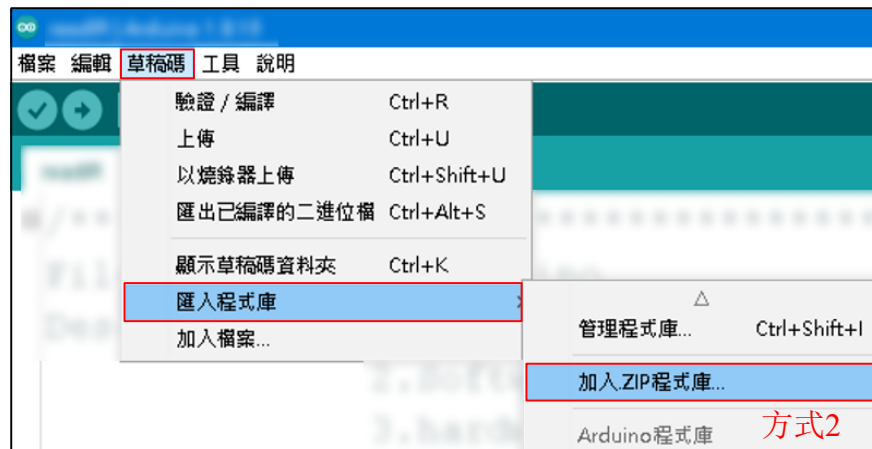 檔案 編輯 草稿碼 工具 說明
驗證 / 編譯 Ctrl+R
上傳 Ctrl+U
以燒錄器上傳 Ctrl+Shift+U
匯出已編譯的二進位檔 Ctrl+Alt+S
顯示草稿碼資料夾 Ctrl+K
匯入程式庫
加入檔案...
管理程式庫... Ctrl+Shift+I
加入.ZIP程式庫...
Arduino程式庫
方式2